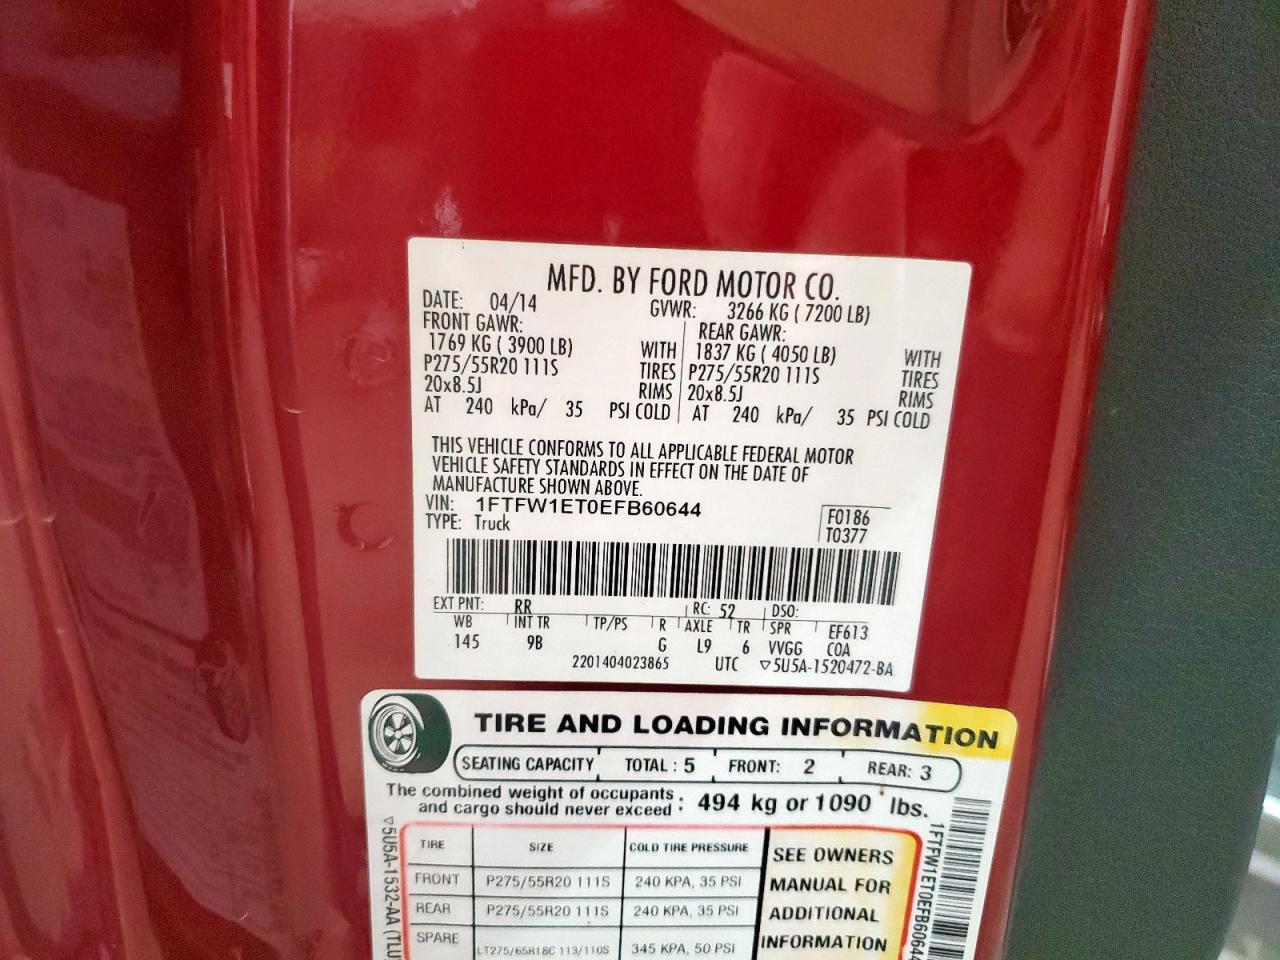 MFD. BY FORD MOTOR CO.
DATE: 04/14 GVWR: 3266 KG ( 7200 LB)
FRONT GAWR: REAR GAWR:
1769 KG ( 3900 LB) WITH 1837 KG ( 4050 LB) WITH
P275/55R20 111S TIRES P275/55R20 111S TIRES
20x8.5J RIMS 20x8.5J RIMS
AT 240 kPa/ 35 PSI COLD AT 240 kPa/ 35 PSI COLD
THIS VEHICLE CONFORMS TO ALL APPLICABLE FEDERAL MOTOR
VEHICLE SAFETY STANDARDS IN EFFECT ON THE DATE OF
MANUFACTURE SHOWN ABOVE.
VIN: 1FTFW1ET0EFB60644
TYPE: Truck
F0186
T0377
EXT PNT: RR RC: 52 DSO:
WB INT TR TP/PS R AXLE TR SPR EF613
145 9B G L9 6 VVGG COA
2201404023865 UTC ▽5U5A-1520472-BA
TIRE AND LOADING INFORMATION
SEATING CAPACITY TOTAL : 5 FRONT: 2 REAR: 3
The combined weight of occupants
and cargo should never exceed : 494 kg or 1090 lbs.
TIRE SIZE COLD TIRE PRESSURE
FRONT P275/55R20 111S 240 KPA, 35 PSI
REAR P275/55R20 111S 240 KPA, 35 PSI
SPARE LT275/65R18C 113/110S 345 KPA, 50 PSI
SEE OWNERS
MANUAL FOR
ADDITIONAL
INFORMATION
▽5U5A-1532-AA (TLU
1FTFW1ET0EFB60644